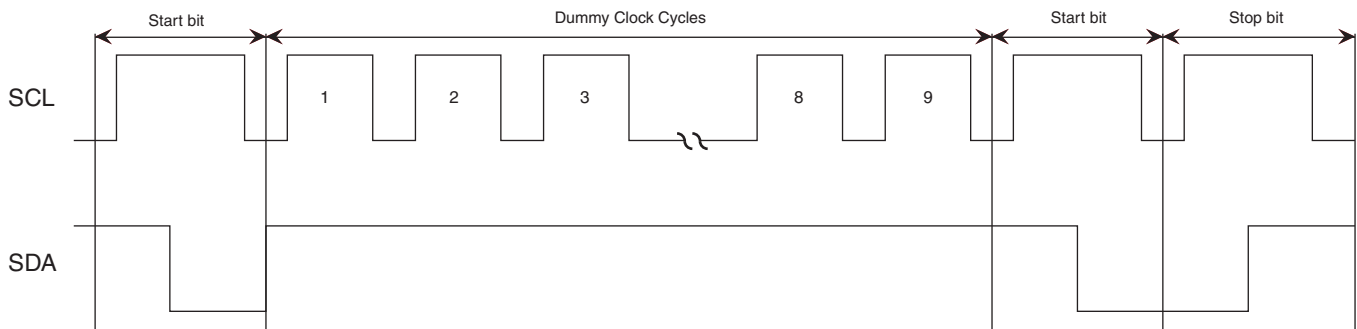 Start bit
Dummy Clock Cycles
Start bit
Stop bit
SCL
1
2
3
8
9
SDA